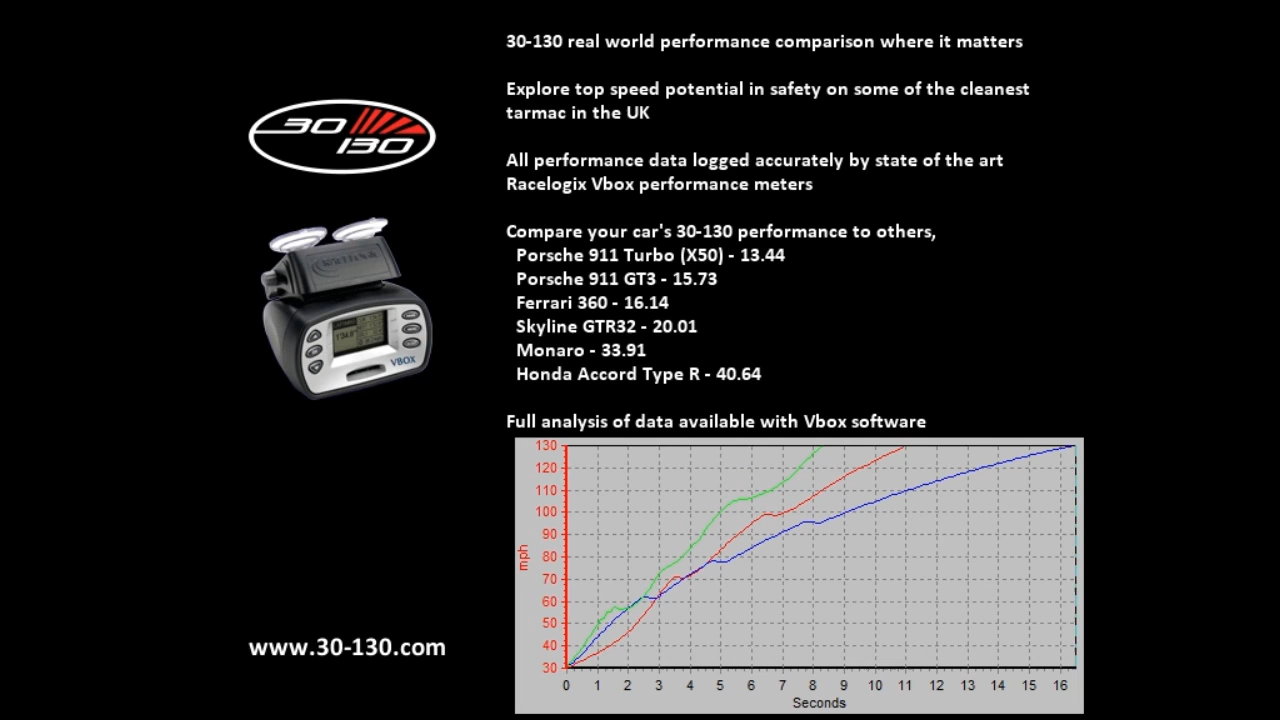 30-130 real world performance comparison where it matters
Explore top speed potential in safety on some of the cleanest
tarmac in the UK
30
130
All performance data logged accurately by state of the art
Racelogix Vbox performance meters
Compare your car's 30-130 performance to others,
Porsche 911 Turbo (X50) - 13.44
Porsche 911 GT3 - 15.73
Ferrari 360 - 16.14
Skyline GTR32 - 20.01
Monaro - 33.91
Honda Accord Type R - 40.64
VBOX
Full analysis of data available with Vbox software
130
120
110
100
90
80
70
60
50
40
30
mph
0 1 2 3 4 5 6 7 8 9 10 11 12 13 14 15 16
Seconds
www.30-130.com